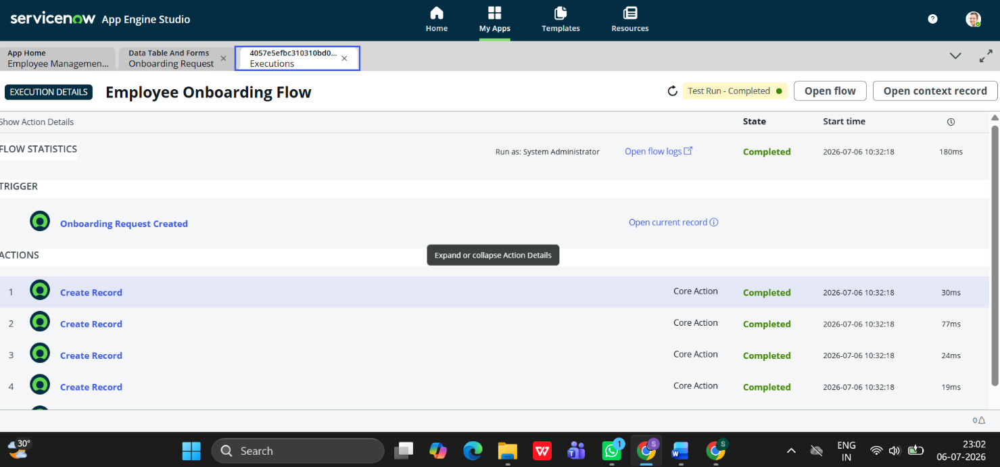 servicenow App Engine Studio
Home
My Apps
Templates
Resources
App Home
Employee Managemen...
Data Table And Forms
Onboarding Request
4057e5efbc310310bd0...
Executions
EXECUTION DETAILS
Employee Onboarding Flow
Test Run - Completed
Open flow
Open context record
Show Action Details
State
Start time
FLOW STATISTICS
Run as: System Administrator
Open flow logs
Completed
2026-07-06 10:32:18
180ms
TRIGGER
Onboarding Request Created
Open current record
ACTIONS
Expand or collapse Action Details
1 Create Record Core Action Completed 2026-07-06 10:32:18 30ms
2 Create Record Core Action Completed 2026-07-06 10:32:18 77ms
3 Create Record Core Action Completed 2026-07-06 10:32:18 24ms
4 Create Record Core Action Completed 2026-07-06 10:32:18 19ms
0
30°
Search
1
S
S
ENG
IN
23:02
06-07-2026